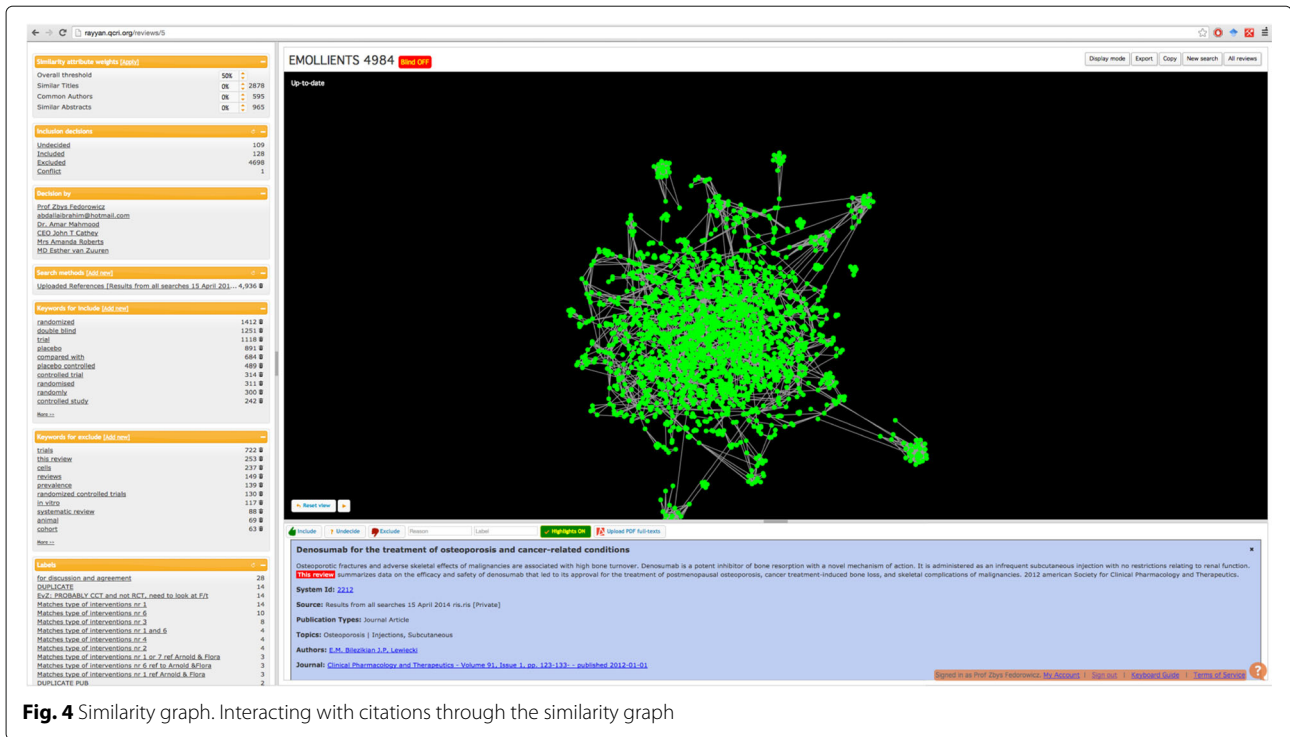 rayyan.qcri.org/reviews/5
Similarity attribute weights [Apply]
Overall threshold 50%
Similar Titles 0% 2878
Common Authors 0% 595
Similar Abstracts 0% 965
Inclusion decisions
Undecided 109
Included 128
Excluded 4698
Conflict 1
Decision by
Prof Zbys Fedorowicz
abdallaibrahim@hotmail.com
Dr. Amar Mahmood
CEO John T Cathey
Mrs Amanda Roberts
MD Esther van Zuuren
Search methods [Add new]
Uploaded References [Results from all searches 15 April 201... 4,936
Keywords for include [Add new]
randomized 1412
double blind 1251
trial 1118
placebo 891
compared with 684
placebo controlled 489
controlled trial 314
randomised 311
randomly 300
controlled study 242
More »
Keywords for exclude [Add new]
trials 722
this review 253
cells 237
reviews 149
prevalence 139
randomized controlled trials 130
in vitro 117
systematic review 88
animal 69
cohort 63
More »
Labels
for discussion and agreement 28
DUPLICATE 14
EvZ: PROBABLY CCT and not RCT, need to look at F/t 14
Matches type of interventions nr 1 14
Matches type of interventions nr 6 10
Matches type of interventions nr 3 8
Matches type of interventions nr 1 and 6 4
Matches type of interventions nr 4 4
Matches type of interventions nr 2 4
Matches type of interventions nr 1 or 7 ref Arnold & Flora 3
Matches type of interventions nr 6 ref to Arnold &Flora 3
Matches type of interventions nr 1 ref Arnold & Flora 3
DUPLICATE PUB 2
EMOLLIENTS 4984 Blind OFF
Display mode Export Copy New search All reviews
Up-to-date
Reset view
Include ? Undecide Exclude Reason Label Highlights ON Upload PDF full-texts
Denosumab for the treatment of osteoporosis and cancer-related conditions
Osteoporotic fractures and adverse skeletal effects of malignancies are associated with high bone turnover. Denosumab is a potent inhibitor of bone resorption with a novel mechanism of action. It is administered as an infrequent subcutaneous injection with no restrictions relating to renal function.
This review summarizes data on the efficacy and safety of denosumab that led to its approval for the treatment of postmenopausal osteoporosis, cancer treatment-induced bone loss, and skeletal complications of malignancies. 2012 american Society for Clinical Pharmacology and Therapeutics.
System Id: 2212
Source: Results from all searches 15 April 2014 ris.ris [Private]
Publication Types: Journal Article
Topics: Osteoporosis | Injections, Subcutaneous
Authors: E.M. Bilezikian J.P. Lewiecki
Journal: Clinical Pharmacology and Therapeutics - Volume 91, Issue 1, pp. 123-133- - published 2012-01-01
Signed in as Prof Zbys Fedorowicz. My Account | Sign out | Keyboard Guide | Terms of Service ?
Fig. 4 Similarity graph. Interacting with citations through the similarity graph